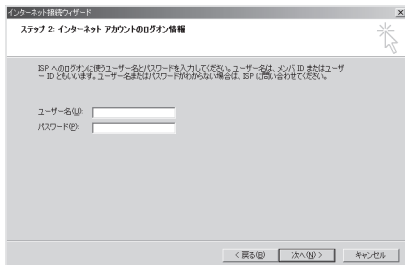 インターネット接続ウィザード
ステップ 2: インターネット アカウントのログオン情報
ISP へのログオンに使うユーザー名とパスワードを入力してください。ユーザー名は、メンバ ID またはユーザ
ー ID ともいいます。ユーザー名またはパスワードがわからない場合は、ISP に問い合わせてください。
ユーザー名(U):
パスワード(P):
< 戻る(B)
次へ(N) >
キャンセル